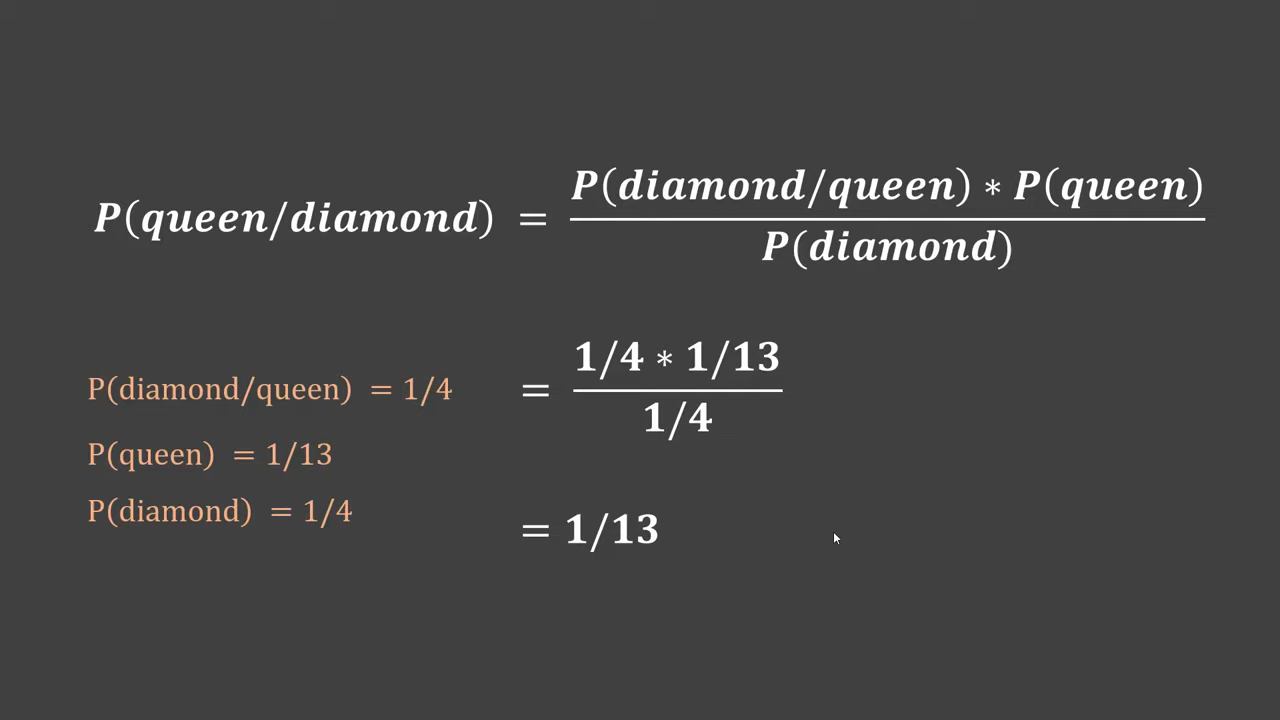 P(queen/diamond) = P(diamond/queen) ∗ P(queen)
P(diamond)
= 1/4 ∗ 1/13
1/4
P(diamond/queen) = 1/4
P(queen) = 1/13
P(diamond) = 1/4
= 1/13